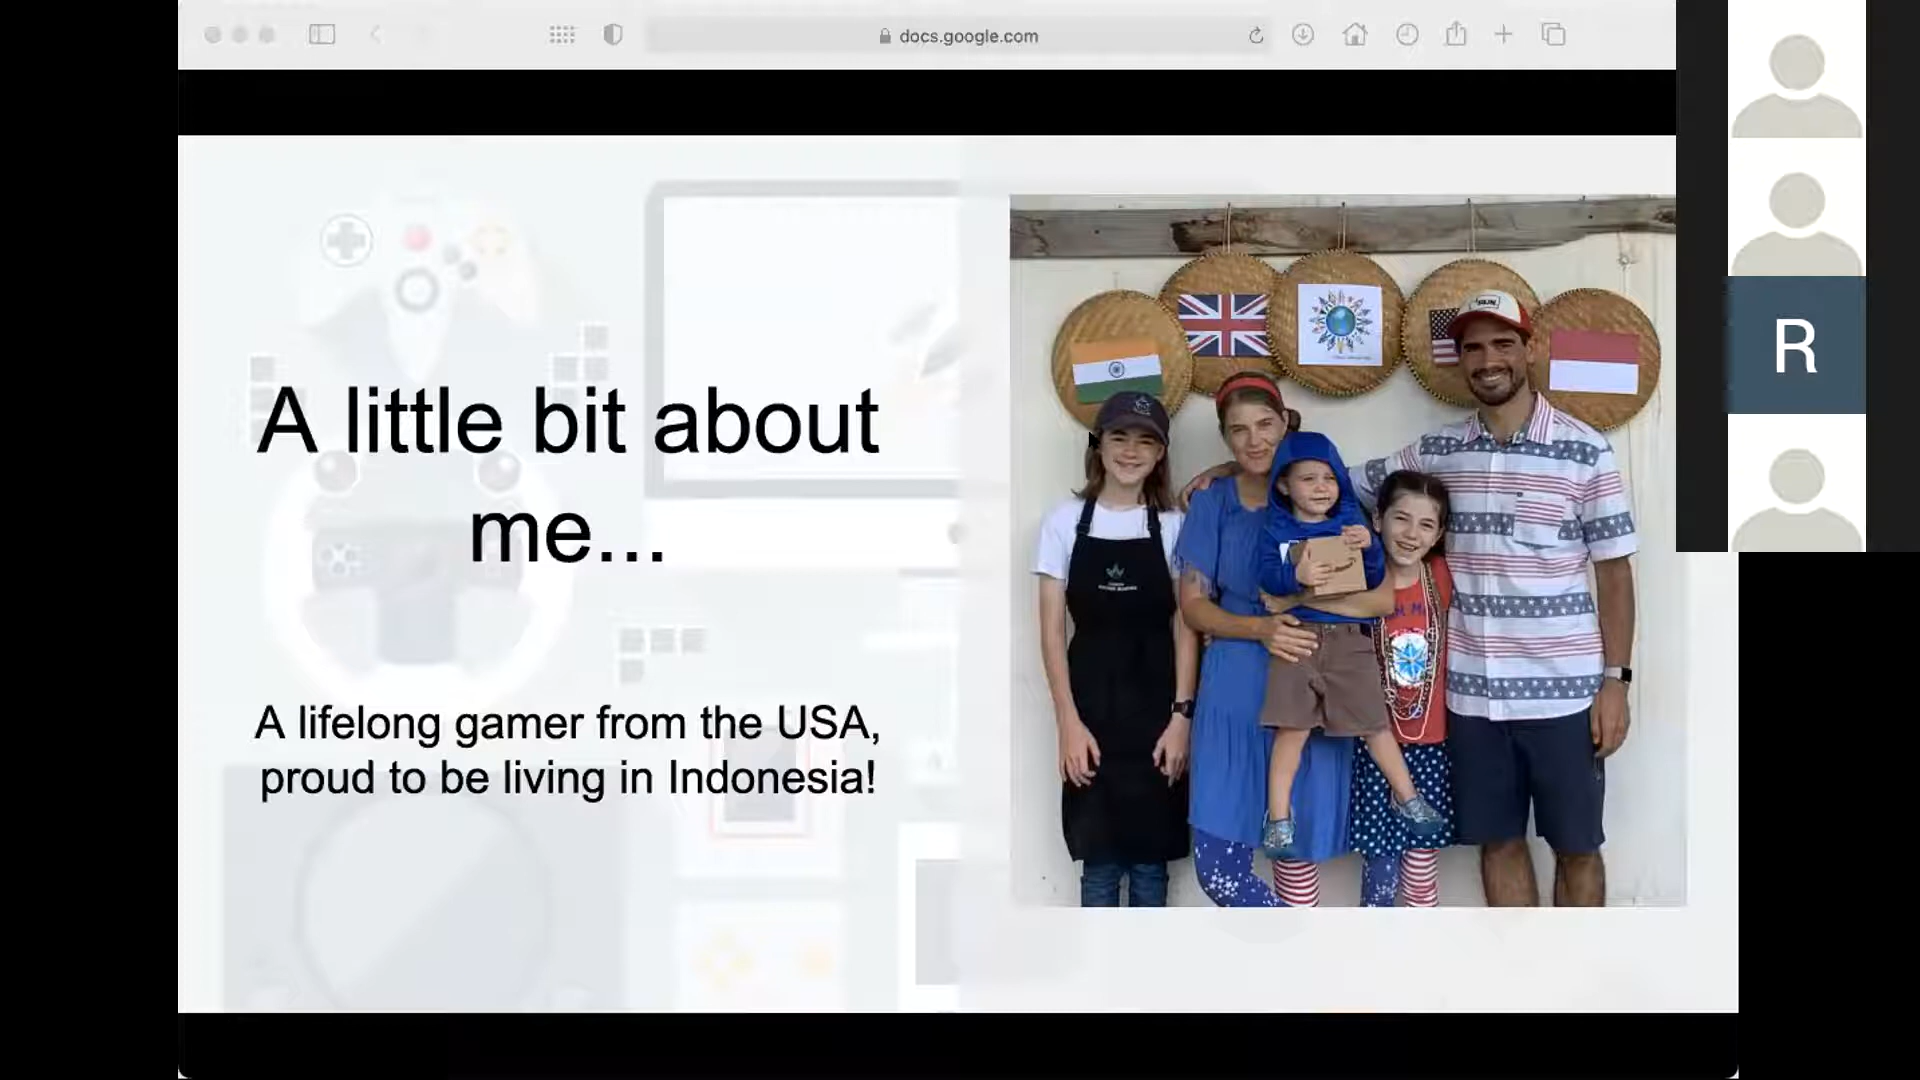 docs.google.com
A little bit about
me...
A lifelong gamer from the USA,
proud to be living in Indonesia!
R